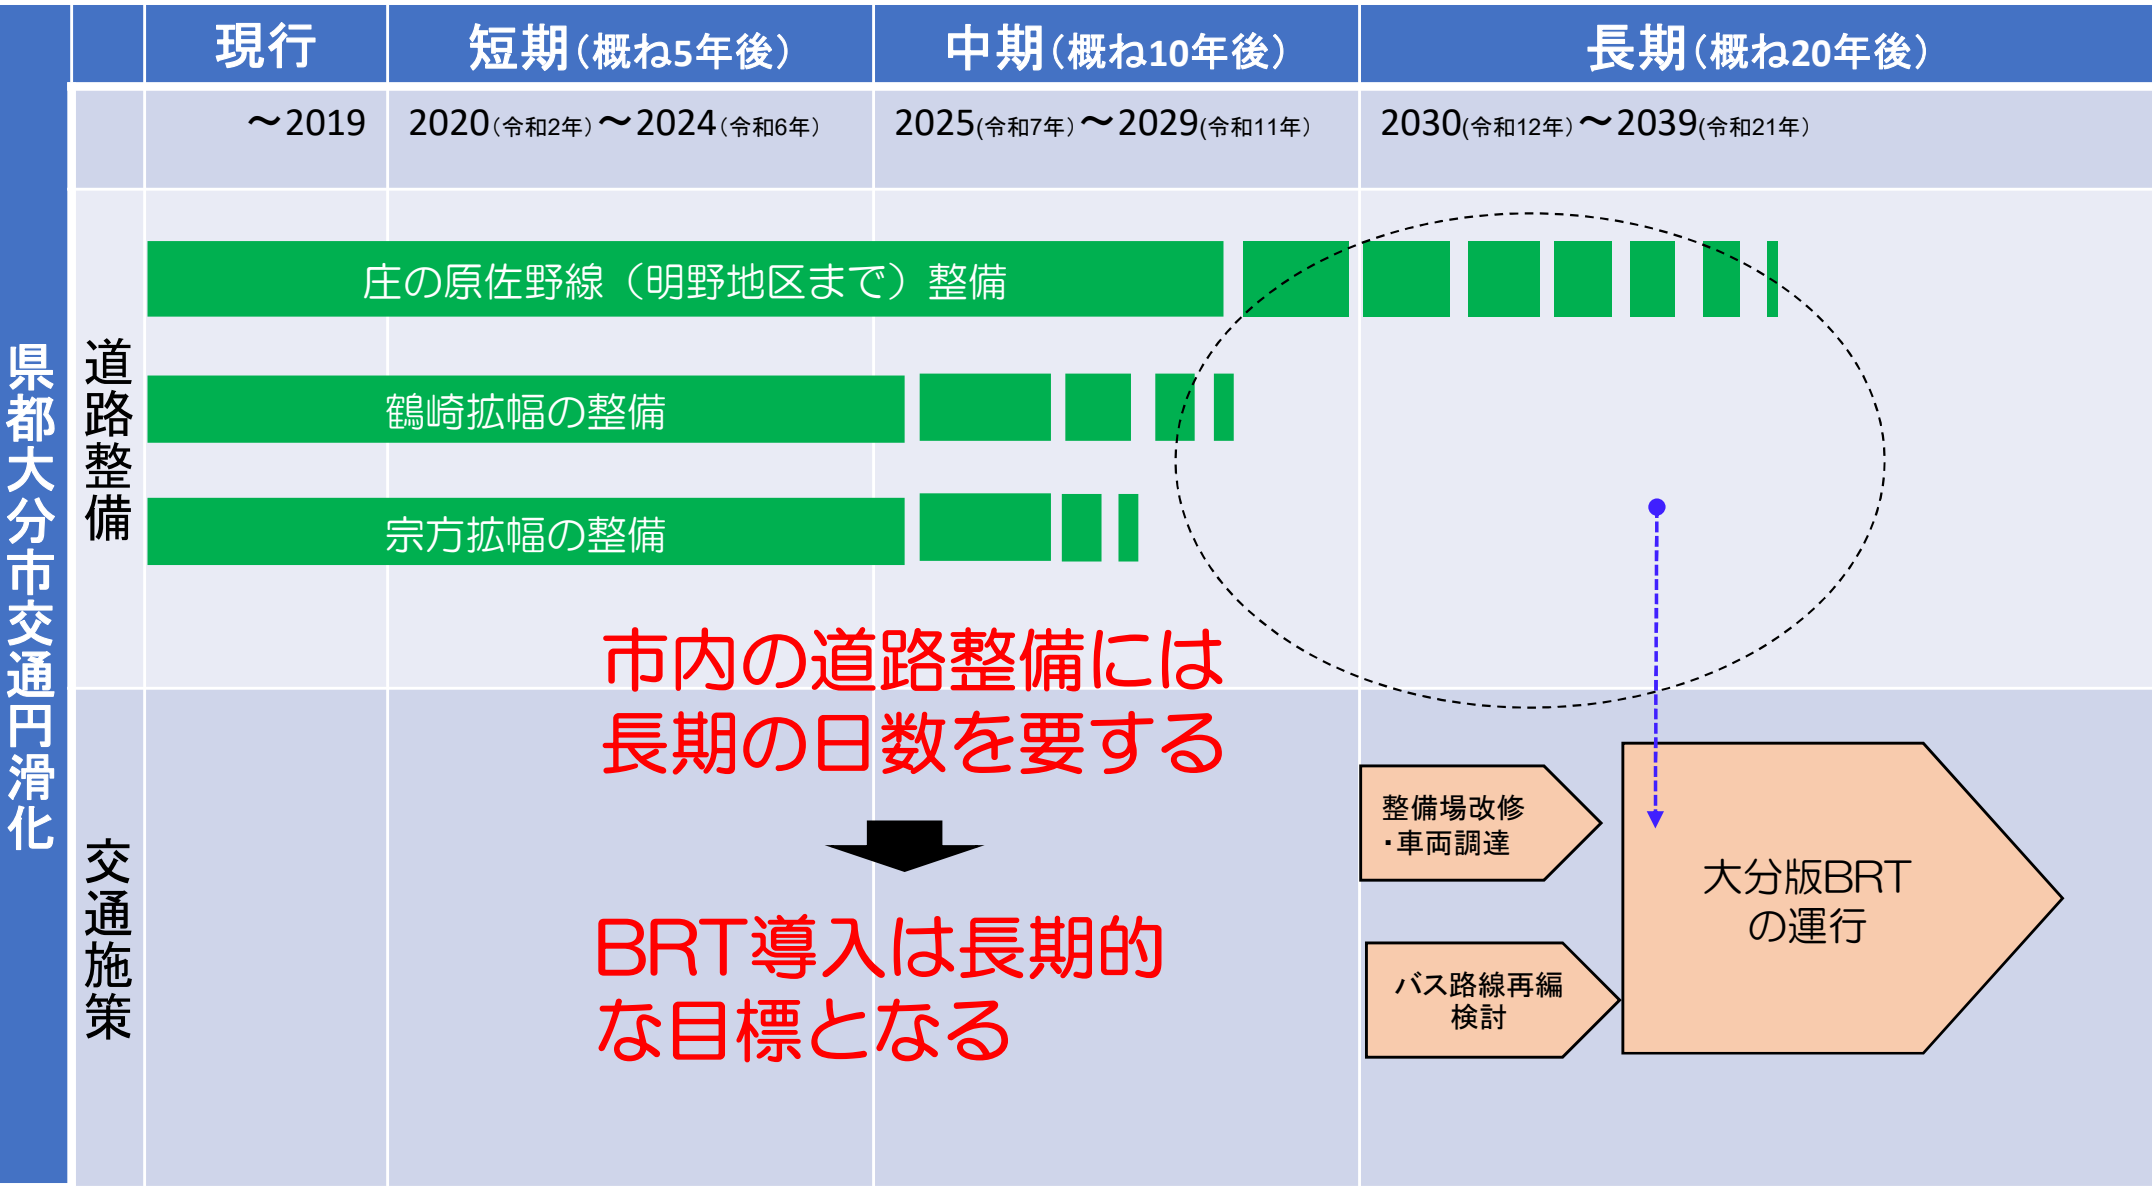 現行
短期（概ね5年後）
中期（概ね10年後）
長期（概ね20年後）
～2019
2020（令和2年）～2024（令和6年）
2025(令和7年）～2029(令和11年）
2030(令和12年）～2039(令和21年）
県都大分市交通円滑化
道路整備
庄の原佐野線（明野地区まで）整備
鶴崎拡幅の整備
宗方拡幅の整備
市内の道路整備には
長期の日数を要する
交通施策
BRT導入は長期的
な目標となる
整備場改修
・車両調達
バス路線再編
検討
大分版BRT
の運行